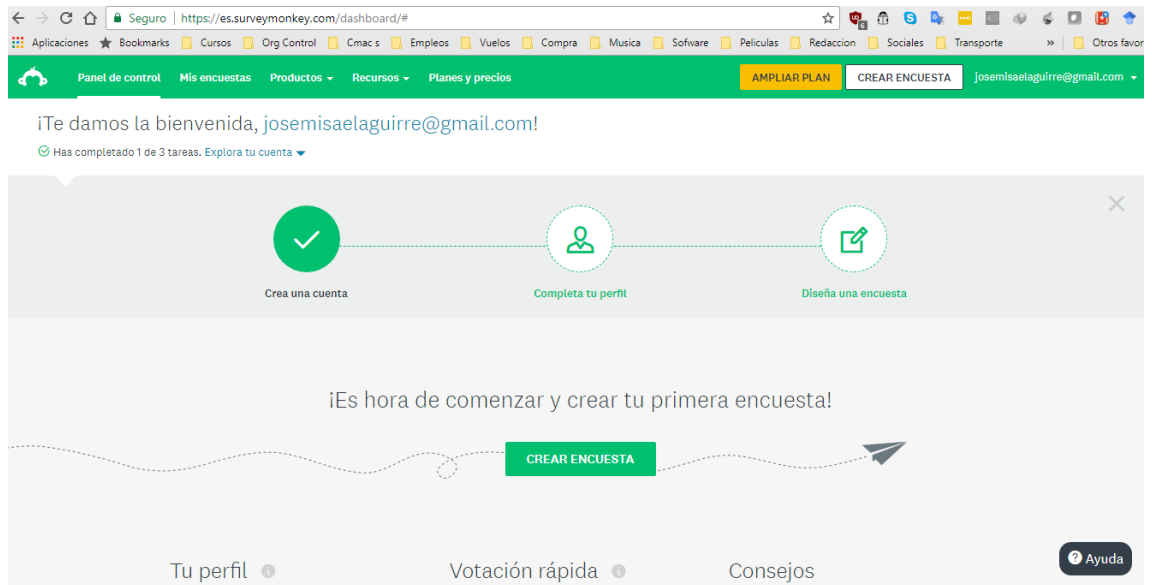 Seguro | https://es.surveymonkey.com/dashboard/#
Aplicaciones Bookmarks Cursos Org Control Cmac s Empleos Vuelos Compra Musica Sofware Peliculas Redaccion Sociales Transporte » Otros favor
Panel de control Mis encuestas Productos Recursos Planes y precios AMPLIAR PLAN CREAR ENCUESTA josemisaelaguirre@gmail.com
¡Te damos la bienvenida, josemisaelaguirre@gmail.com!
Has completado 1 de 3 tareas. Explora tu cuenta
Crea una cuenta Completa tu perfil Diseña una encuesta
¡Es hora de comenzar y crear tu primera encuesta!
CREAR ENCUESTA
Tu perfil Votación rápida Consejos
? Ayuda